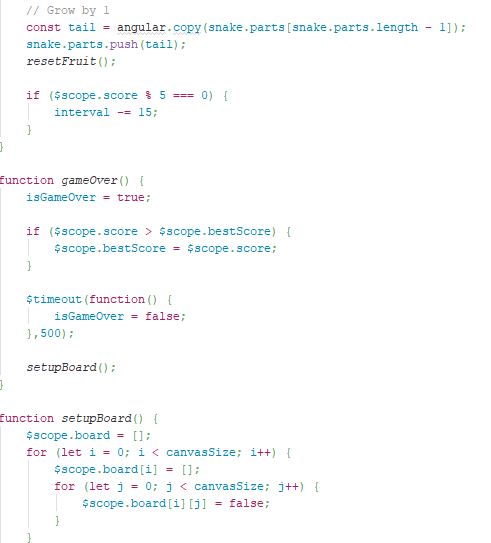 // Grow by 1
const tail = angular.copy(snake.parts[snake.parts.length - 1]);
snake.parts.push(tail);
resetFruit();
if ($scope.score % 5 === 0) {
interval -= 15;
}
}
function gameOver() {
isGameOver = true;
if ($scope.score > $scope.bestScore) {
$scope.bestScore = $scope.score;
}
$timeout(function() {
isGameOver = false;
},500);
setupBoard();
}
function setupBoard() {
$scope.board = [];
for (let i = 0; i < canvasSize; i++) {
$scope.board[i] = [];
for (let j = 0; j < canvasSize; j++) {
$scope.board[i][j] = false;
}
}